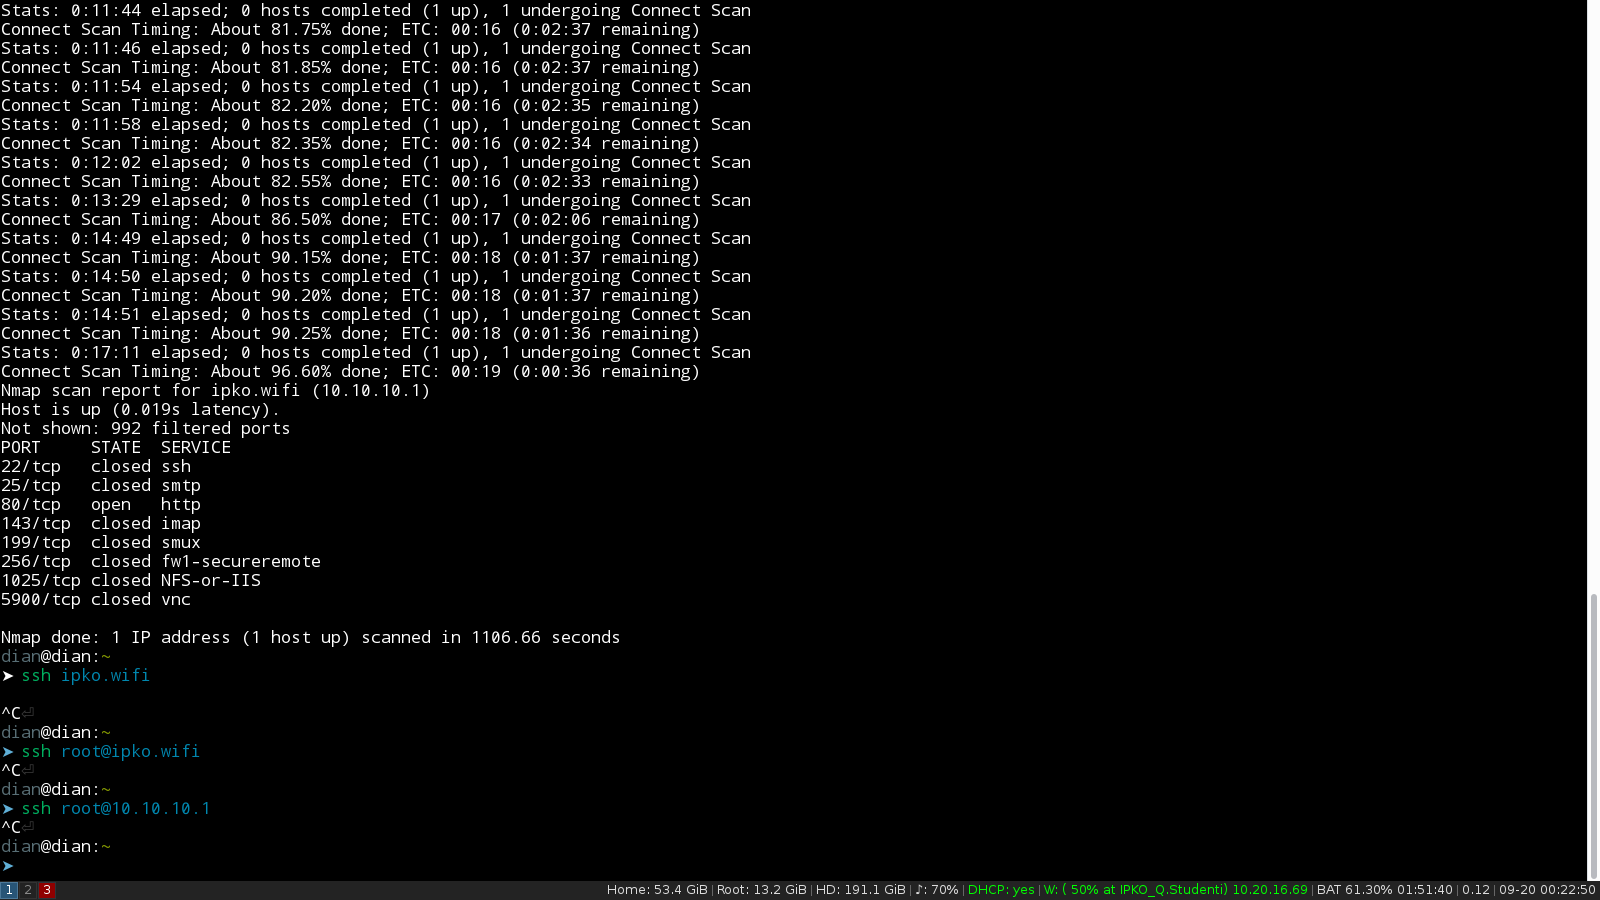 Stats: 0:11:44 elapsed; 0 hosts completed (1 up), 1 undergoing Connect Scan
Connect Scan Timing: About 81.75% done; ETC: 00:16 (0:02:37 remaining)
Stats: 0:11:46 elapsed; 0 hosts completed (1 up), 1 undergoing Connect Scan
Connect Scan Timing: About 81.85% done; ETC: 00:16 (0:02:37 remaining)
Stats: 0:11:54 elapsed; 0 hosts completed (1 up), 1 undergoing Connect Scan
Connect Scan Timing: About 82.20% done; ETC: 00:16 (0:02:35 remaining)
Stats: 0:11:58 elapsed; 0 hosts completed (1 up), 1 undergoing Connect Scan
Connect Scan Timing: About 82.35% done; ETC: 00:16 (0:02:34 remaining)
Stats: 0:12:02 elapsed; 0 hosts completed (1 up), 1 undergoing Connect Scan
Connect Scan Timing: About 82.55% done; ETC: 00:16 (0:02:33 remaining)
Stats: 0:13:29 elapsed; 0 hosts completed (1 up), 1 undergoing Connect Scan
Connect Scan Timing: About 86.50% done; ETC: 00:17 (0:02:06 remaining)
Stats: 0:14:49 elapsed; 0 hosts completed (1 up), 1 undergoing Connect Scan
Connect Scan Timing: About 90.15% done; ETC: 00:18 (0:01:37 remaining)
Stats: 0:14:50 elapsed; 0 hosts completed (1 up), 1 undergoing Connect Scan
Connect Scan Timing: About 90.20% done; ETC: 00:18 (0:01:37 remaining)
Stats: 0:14:51 elapsed; 0 hosts completed (1 up), 1 undergoing Connect Scan
Connect Scan Timing: About 90.25% done; ETC: 00:18 (0:01:36 remaining)
Stats: 0:17:11 elapsed; 0 hosts completed (1 up), 1 undergoing Connect Scan
Connect Scan Timing: About 96.60% done; ETC: 00:19 (0:00:36 remaining)
Nmap scan report for ipko.wifi (10.10.10.1)
Host is up (0.019s latency).
Not shown: 992 filtered ports
PORT     STATE  SERVICE
22/tcp   closed ssh
25/tcp   closed smtp
80/tcp   open   http
143/tcp  closed imap
199/tcp  closed smux
256/tcp  closed fw1-secureremote
1025/tcp closed NFS-or-IIS
5900/tcp closed vnc
Nmap done: 1 IP address (1 host up) scanned in 1106.66 seconds
dian@dian:~
➤ ssh ipko.wifi
^C⏎
dian@dian:~
➤ ssh root@ipko.wifi
^C⏎
dian@dian:~
➤ ssh root@10.10.10.1
^C⏎
dian@dian:~
➤
1 2 3 Home: 53.4 GiB | Root: 13.2 GiB | HD: 191.1 GiB | ♪: 70% | DHCP: yes | W: ( 50% at IPKO_Q.Studenti) 10.20.16.69 | BAT 61.30% 01:51:40 | 0.12 | 09-20 00:22:50